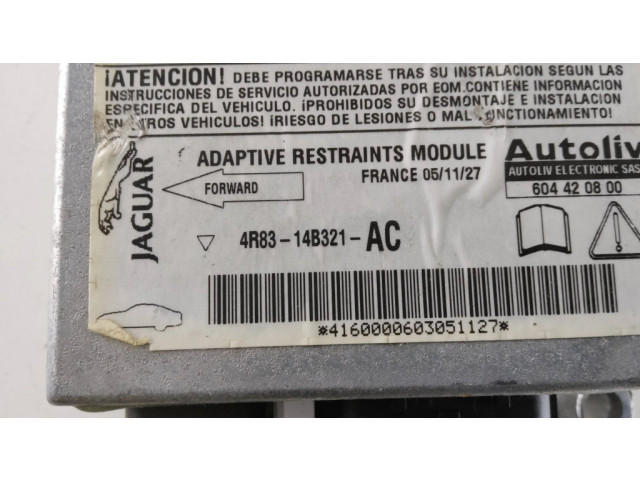 ¡ATENCION! DEBE PROGRAMARSE TRAS SU INSTALACION SEGUN LAS
INSTRUCCIONES DE SERVICIO AUTORIZADAS POR EOM.CONTIENE INFORMACION
ESPECIFICA DEL VEHICULO. ¡PROHIBIDOS SU DESMONTAJE E INSTALACION
EN OTROS VEHICULOS! ¡RIESGO DE LESIONES O MAL FUNCIONAMIENTO!
JAGUAR
ADAPTIVE RESTRAINTS MODULE
FORWARD
FRANCE 05/11/27
Autoliv
AUTOLIV ELECTRONIC SAS
604 42 08 00
4R83-14B321-AC
*4160000603051127*